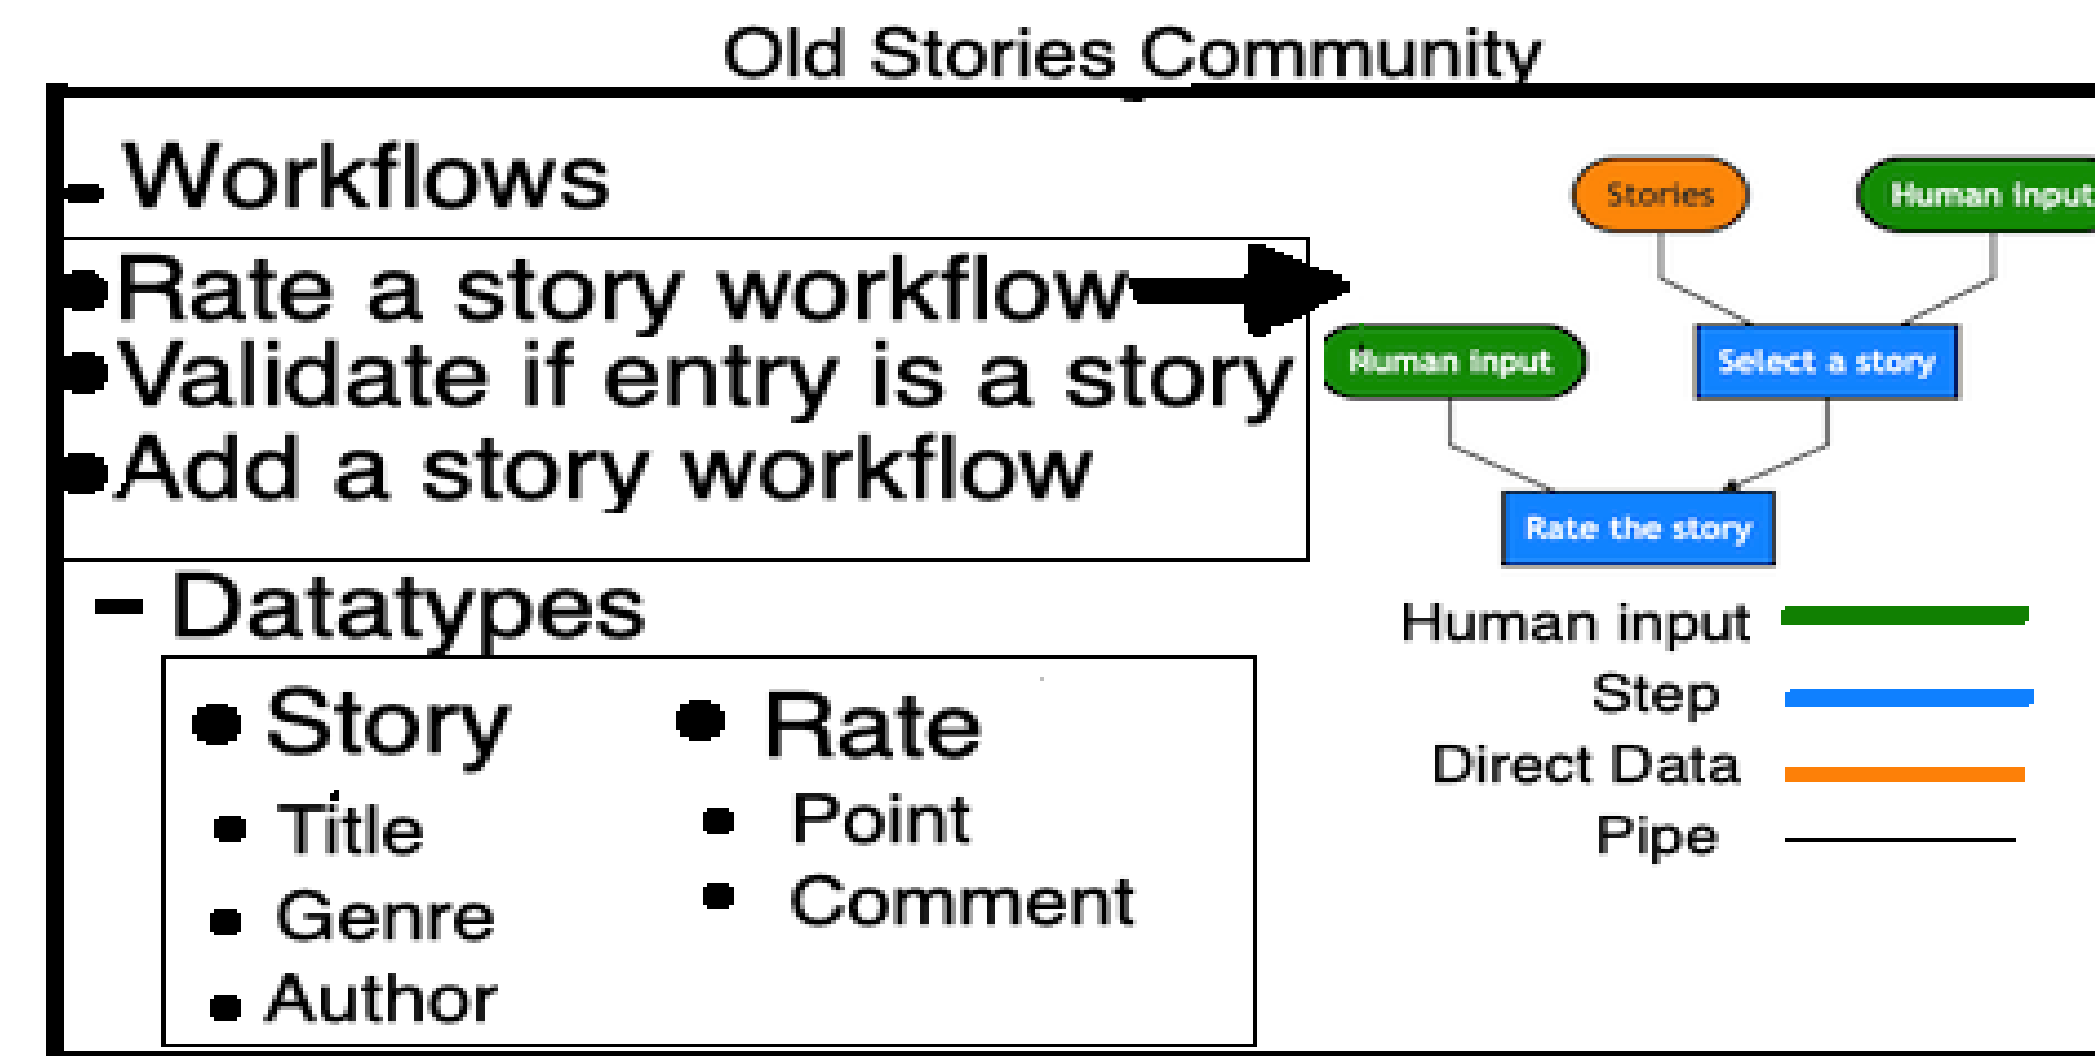 Old Stories Community
- Workflows
Rate a story workflow
Validate if entry is a story
Add a story workflow
- Datatypes
Story
Title
Genre
Author
Rate
Point
Comment
Stories
Human Input
Human Input
Select a story
Rate the story
Human input
Step
Direct Data
Pipe